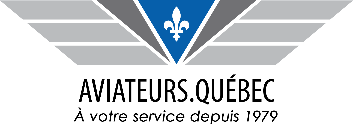 AVIATEURS.QUÉBEC
À votre service depuis 1979